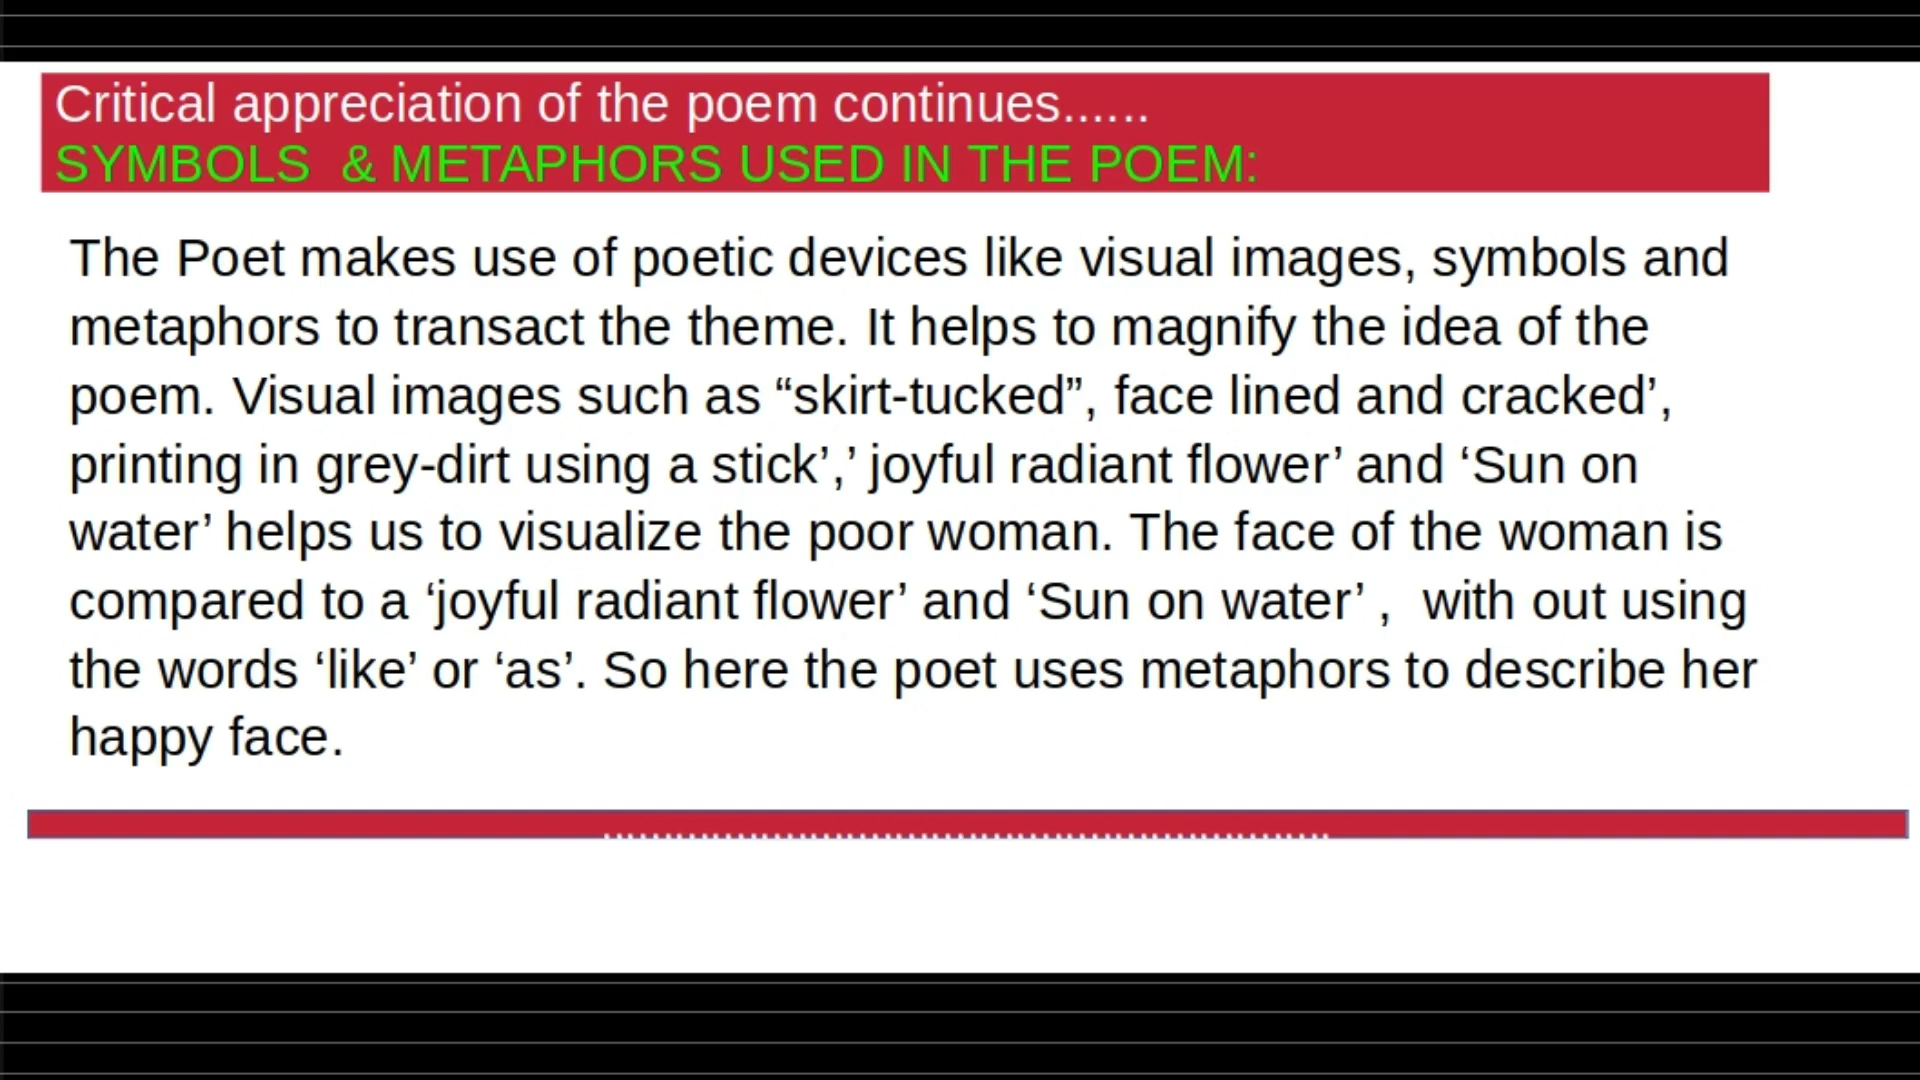 Critical appreciation of the poem continues......
SYMBOLS  & METAPHORS USED IN THE POEM:
The Poet makes use of poetic devices like visual images, symbols and
metaphors to transact the theme. It helps to magnify the idea of the
poem. Visual images such as “skirt-tucked”, face lined and cracked’,
printing in grey-dirt using a stick’,’ joyful radiant flower’ and ‘Sun on
water’ helps us to visualize the poor woman. The face of the woman is
compared to a ‘joyful radiant flower’ and ‘Sun on water’ ,  with out using
the words ‘like’ or ‘as’. So here the poet uses metaphors to describe her
happy face.